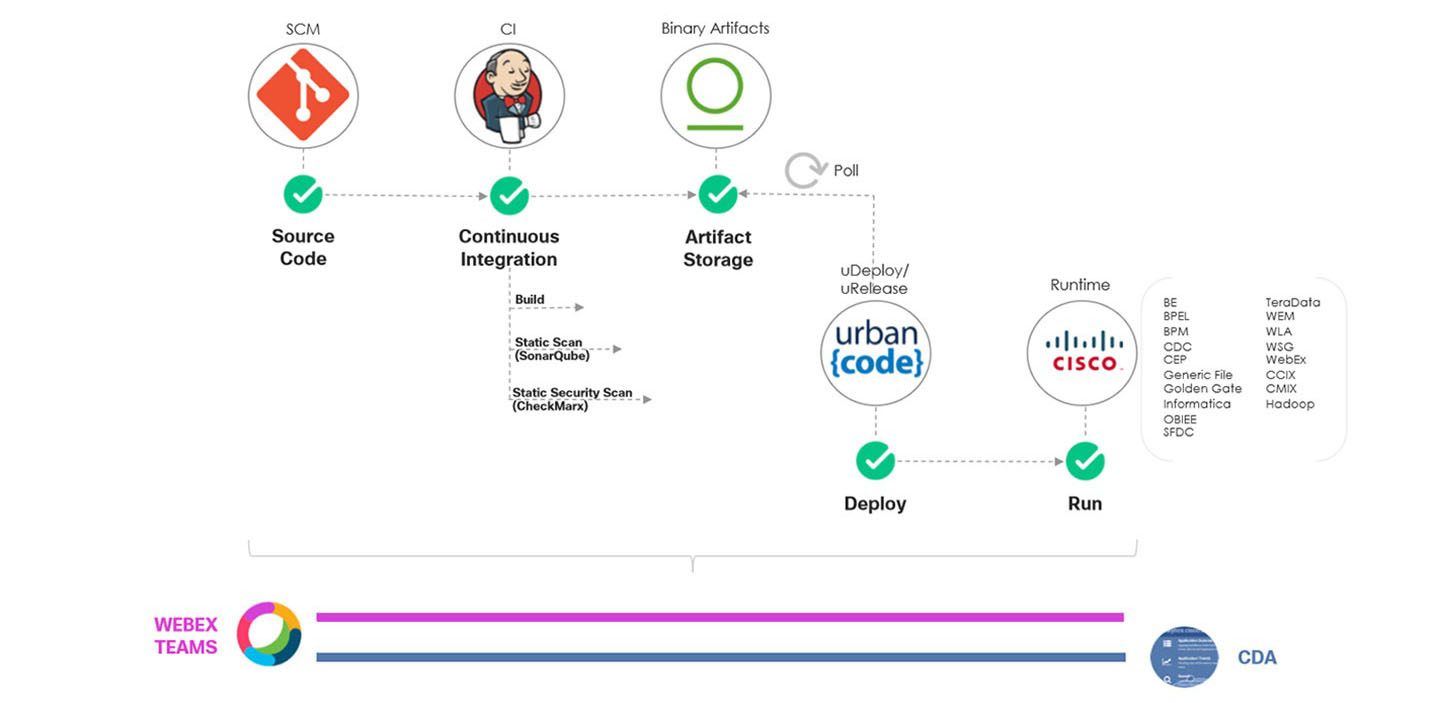 SCM
CI
Binary Artifacts
Poll
Source
Code
Continuous
Integration
Artifact
Storage
Build
Static Scan
(SonarQube)
Static Security Scan
(CheckMarx)
uDeploy/
uRelease
urban
{code}
Runtime
CISCO
BE
BPEL
BPM
CDC
CEP
Generic File
Golden Gate
Informatica
OBIEE
SFDC
TeraData
WEM
WLA
WSG
WebEx
CCIX
CMIX
Hadoop
Deploy
Run
WEBEX
TEAMS
CDA